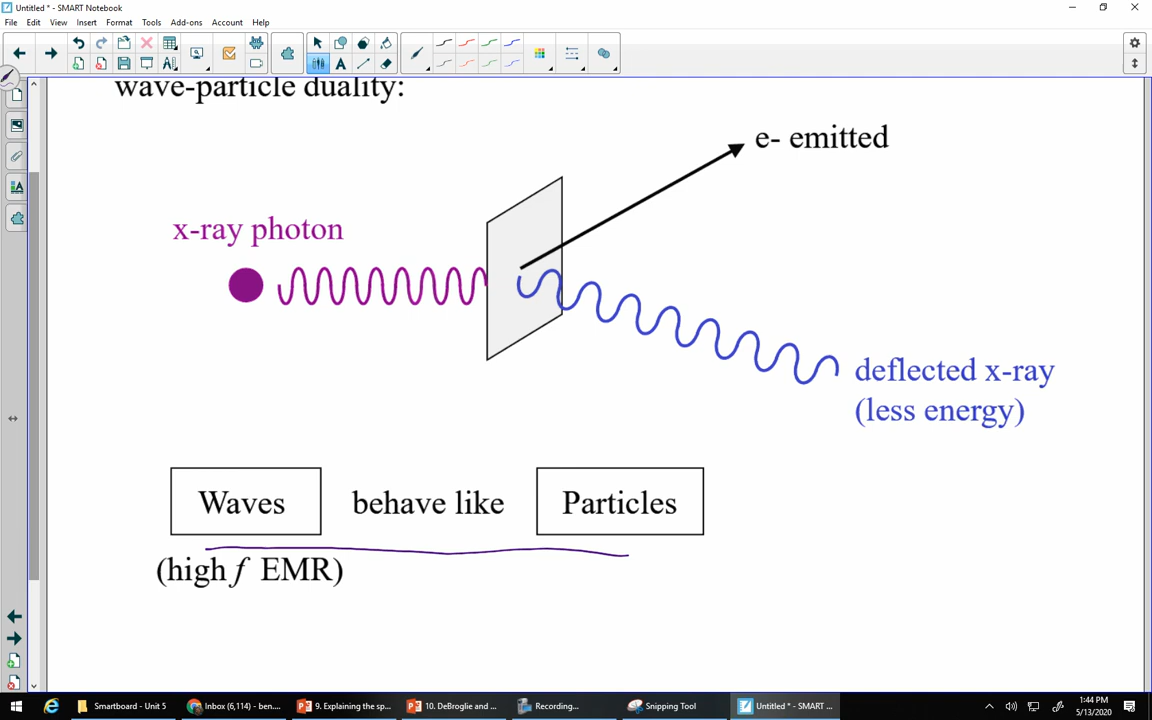 Untitled * - SMART Notebook
File Edit View Insert Format Tools Add-ons Account Help
wave-particle duality:
e- emitted
x-ray photon
deflected x-ray
(less energy)
Waves behave like Particles
(high f EMR)
Smartboard - Unit 5
Inbox (6,114) - ben....
9. Explaining the sp...
10. DeBroglie and ...
Recording...
Snipping Tool
Untitled * - SMART ...
1:44 PM
5/13/2020